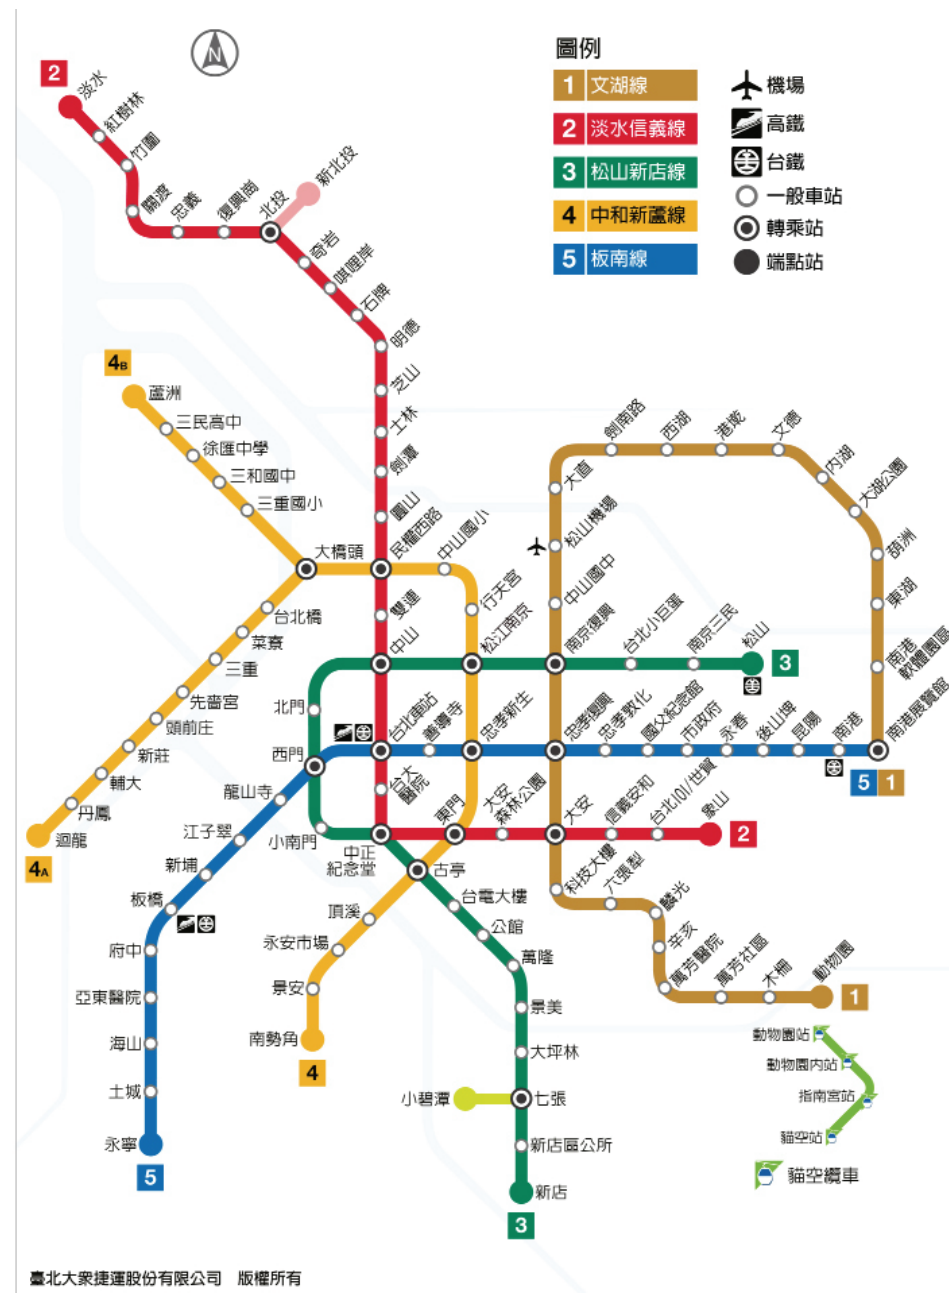 N
圖例
1 文湖線
2 淡水信義線
3 松山新店線
4 中和新蘆線
5 板南線
機場
高鐵
台鐵
一般車站
轉乘站
端點站
2
淡水
紅樹林
竹圍
關渡
忠義
復興崗
北投
新北投
奇岩
唭哩岸
石牌
明德
芝山
士林
劍潭
圓山
民權西路
雙連
中山
台北車站
台大
醫院
中正
紀念堂
東門
大安
森林公園
大安
信義安和
台北101/世貿
象山
2
4B
蘆洲
三民高中
徐匯中學
三和國中
三重國小
大橋頭
台北橋
菜寮
三重
先嗇宮
頭前庄
新莊
輔大
丹鳳
迴龍
4A
中山國小
行天宮
松江南京
忠孝新生
古亭
頂溪
永安市場
景安
南勢角
4
劍南路
西湖
港墘
文德
內湖
大湖公園
葫洲
東湖
南港
軟體園區
南港展覽館
5 1
大直
松山機場
中山國中
南京復興
忠孝復興
科技大樓
六張犁
麟光
辛亥
萬芳醫院
萬芳社區
木柵
動物園
1
台北小巨蛋
南京三民
松山
3
北門
西門
小南門
台電大樓
公館
萬隆
景美
大坪林
七張
小碧潭
新店區公所
新店
3
善導寺
忠孝敦化
國父紀念館
市政府
永春
後山埤
昆陽
南港
龍山寺
江子翠
新埔
板橋
府中
亞東醫院
海山
土城
永寧
5
動物園站
動物園內站
指南宮站
貓空站
貓空纜車
臺北大眾捷運股份有限公司 版權所有